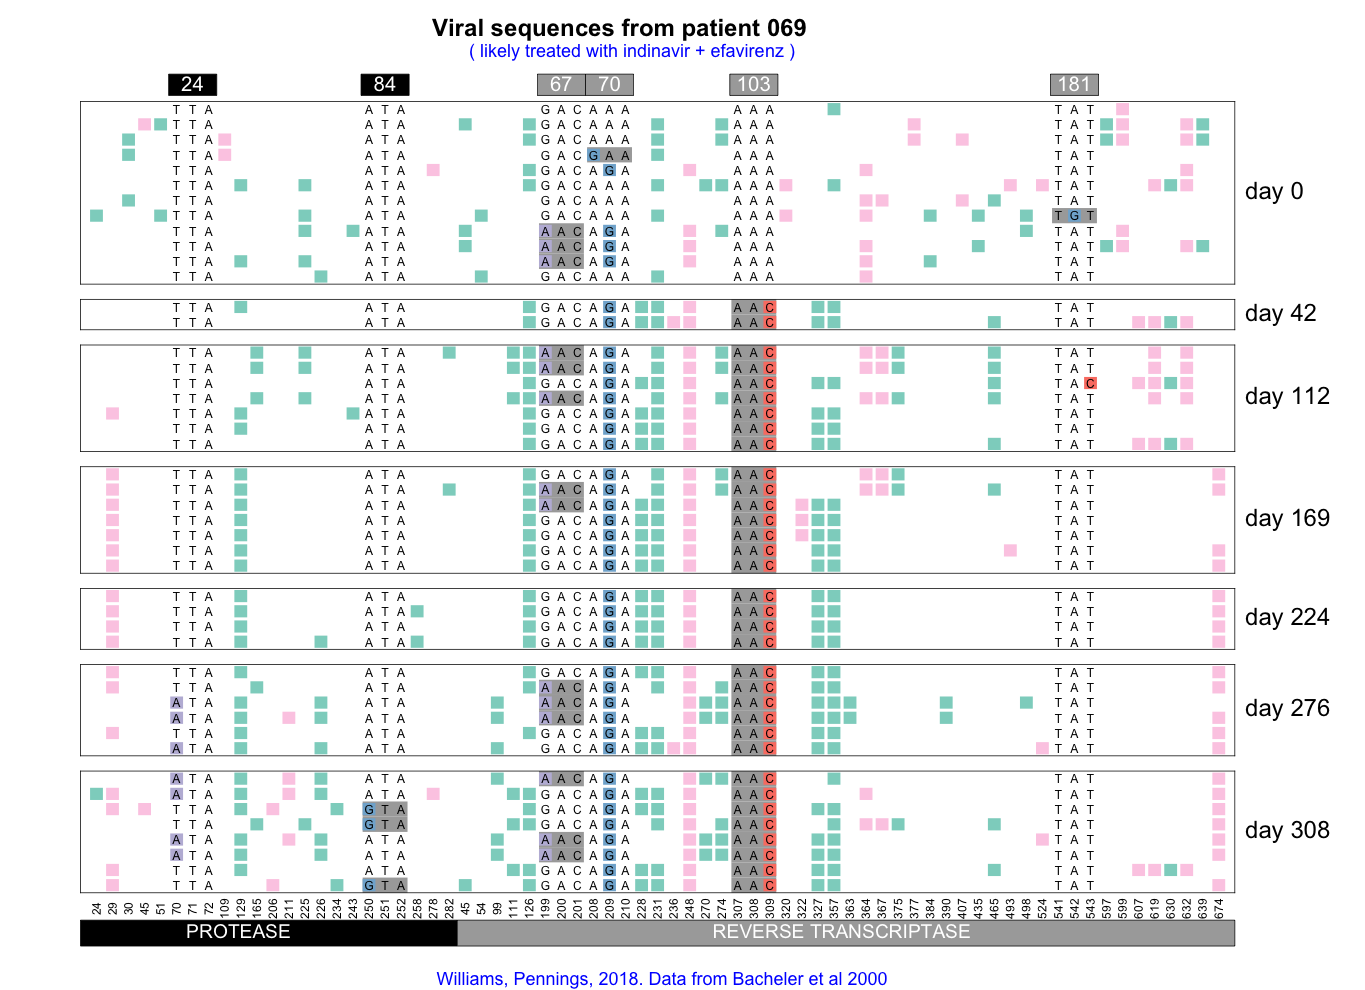 Viral sequences from patient 069
( likely treated with indinavir + efavirenz )
24 84 67 70 103 181
T T A A T A G A C A A A A A A T A T
T T A A T A G A C A A A A A A T A T
T T A A T A G A C A A A A A A T A T
T T A A T A G A C G A A A A A T A T
T T A A T A G A C A G A A A A T A T
T T A A T A G A C A A A A A A T A T
day 0
T T A A T A G A C A A A A A A T A T
T T A A T A G A C A A A A A A T G T
T T A A T A A A C A G A A A A T A T
T T A A T A A A C A G A A A A T A T
T T A A T A A A C A G A A A A T A T
T T A A T A G A C A A A A A A T A T
T T A A T A G A C A G A A A C T A T
day 42
T T A A T A G A C A G A A A C T A T
T T A A T A A A C A G A A A C T A T
T T A A T A A A C A G A A A C T A T
T T A A T A G A C A G A A A C T A C
T T A A T A A A C A G A A A C T A T
day 112
T T A A T A G A C A G A A A C T A T
T T A A T A G A C A G A A A C T A T
T T A A T A G A C A G A A A C T A T
T T A A T A G A C A G A A A C T A T
T T A A T A A A C A G A A A C T A T
T T A A T A A A C A G A A A C T A T
T T A A T A G A C A G A A A C T A T
day 169
T T A A T A G A C A G A A A C T A T
T T A A T A G A C A G A A A C T A T
T T A A T A G A C A G A A A C T A T
T T A A T A G A C A G A A A C T A T
T T A A T A G A C A G A A A C T A T
day 224
T T A A T A G A C A G A A A C T A T
T T A A T A G A C A G A A A C T A T
T T A A T A G A C A G A A A C T A T
T T A A T A A A C A G A A A C T A T
A T A A T A A A C A G A A A C T A T
day 276
A T A A T A A A C A G A A A C T A T
T T A A T A G A C A G A A A C T A T
A T A A T A G A C A G A A A C T A T
A T A A T A A A C A G A A A C T A T
A T A A T A G A C A G A A A C T A T
T T A G T A G A C A G A A A C T A T
T T A G T A G A C A G A A A C T A T
day 308
A T A A T A A A C A G A A A C T A T
A T A A T A A A C A G A A A C T A T
T T A A T A G A C A G A A A C T A T
T T A G T A G A C A G A A A C T A T
24 29 30 45 51 70 71 72 109 129 165 206 211 225 226 234 243 250 251 252 258 278 282 45 54 99 111 126 199 200 201 208 209 210 228 231 236 248 270 274 307 308 309 320 322 327 357 363 364 367 375 377 384 390 407 435 465 493 498 524 541 542 543 597 599 607 619 630 632 639 674
PROTEASE REVERSE TRANSCRIPTASE
Williams, Pennings, 2018. Data from Bacheler et al 2000